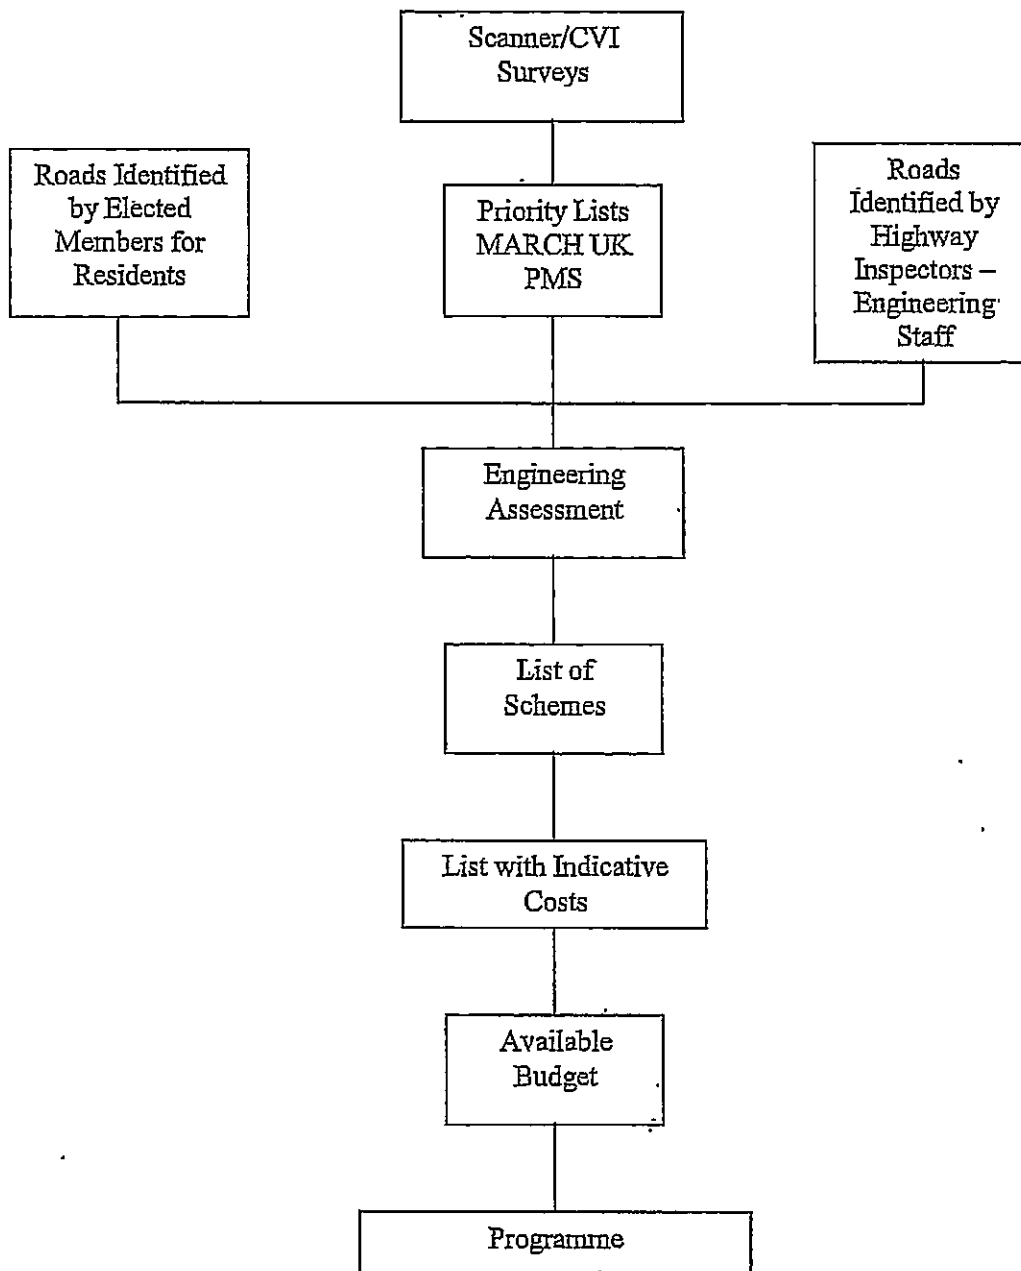 Scanner/CVI
Surveys
Roads Identified
by Elected
Members for
Residents
Priority Lists
MARCH UK
PMS
Roads
Identified by
Highway
Inspectors –
Engineering
Staff
Engineering
Assessment
List of
Schemes
List with Indicative
Costs
Available
Budget
Programme